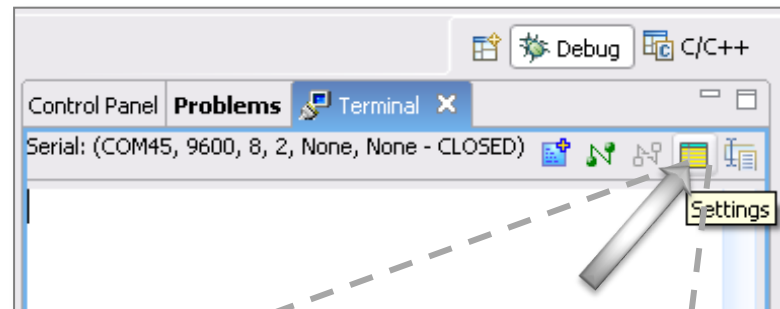 Debug C/C++
Control Panel Problems Terminal
Serial: (COM45, 9600, 8, 2, None, None - CLOSED)
Settings